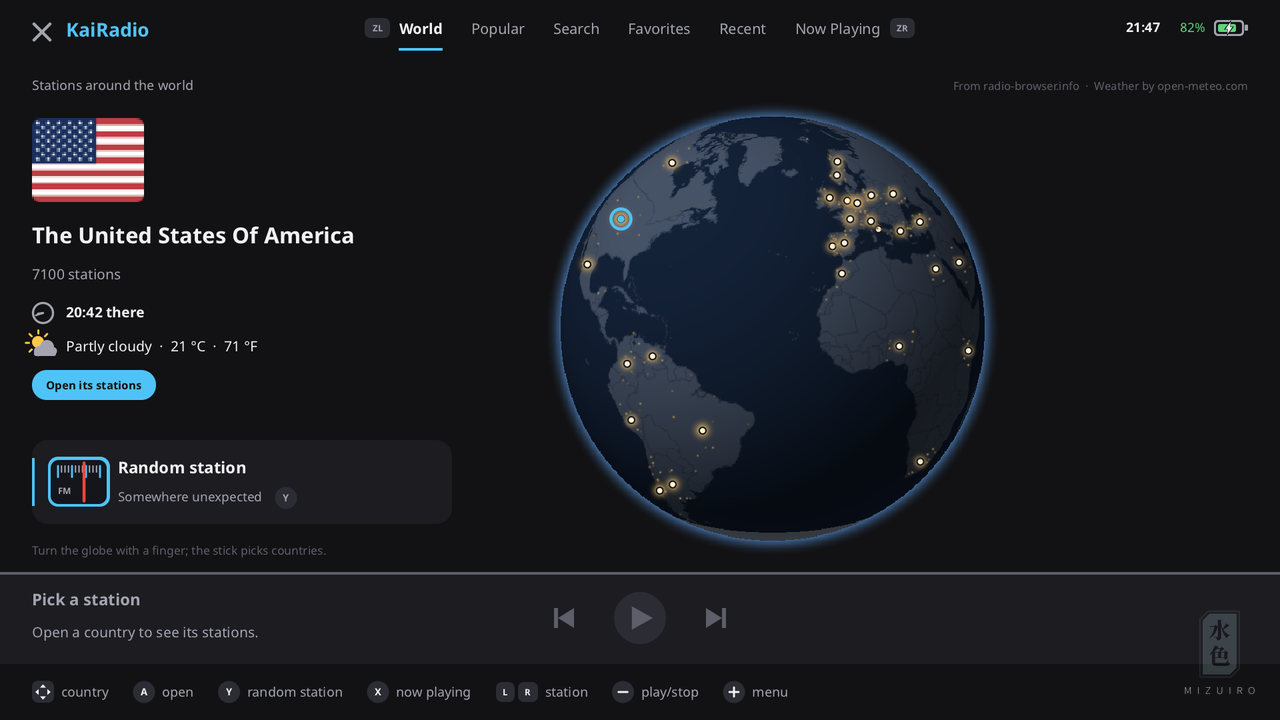 KaiRadio
ZL World Popular Search Favorites Recent Now Playing ZR
21:47 82%
Stations around the world
From radio-browser.info · Weather by open-meteo.com
The United States Of America
7100 stations
20:42 there
Partly cloudy · 21 °C · 71 °F
Open its stations
FM
Random station
Somewhere unexpected Y
Turn the globe with a finger; the stick picks countries.
Pick a station
Open a country to see its stations.
水色
MIZUIRO
country A open Y random station X now playing L R station play/stop menu